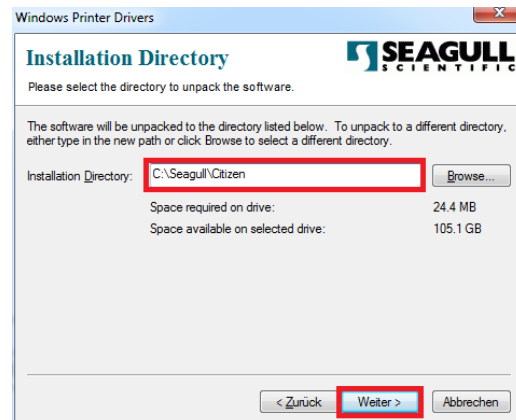 Windows Printer Drivers
X
Installation Directory
SEAGULL
SCIENTIFIC
Please select the directory to unpack the software.
The software will be unpacked to the directory listed below. To unpack to a different directory,
either type in the new path or click Browse to select a different directory.
Installation Directory: C:\Seagull\Citizen Browse...
Space required on drive: 24.4 MB
Space available on selected drive: 105.1 GB
< Zurück Weiter > Abbrechen